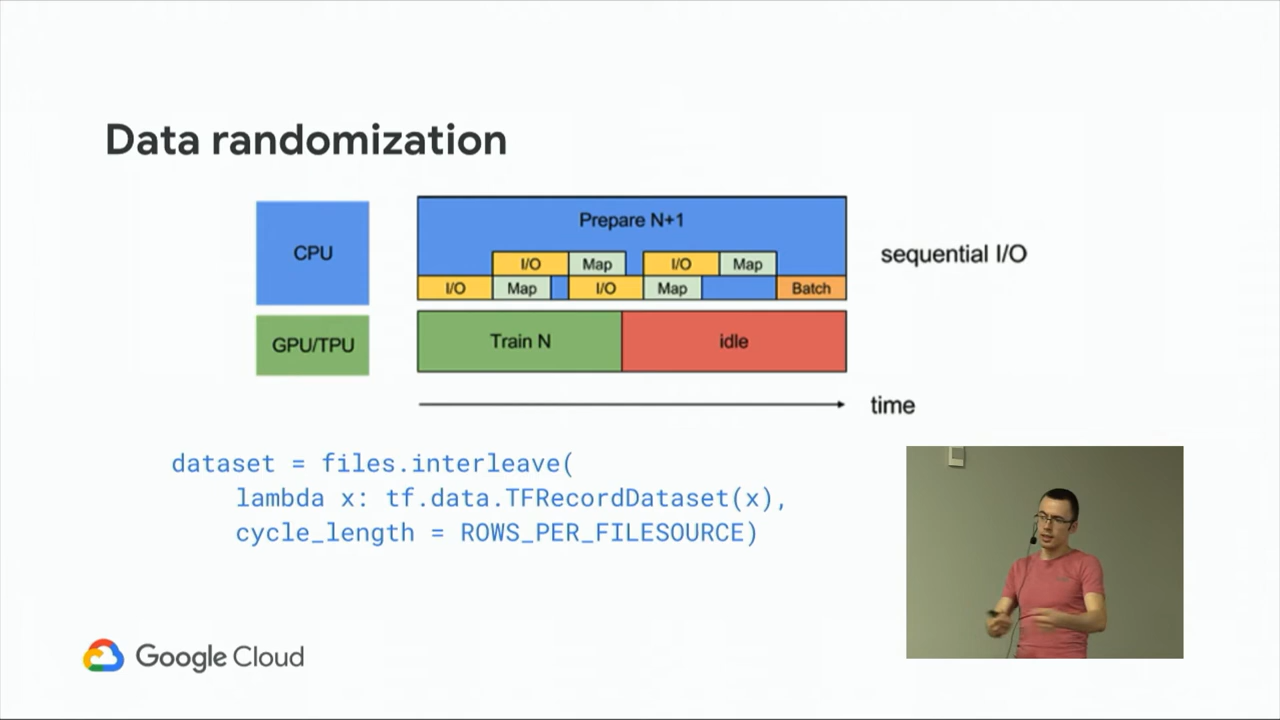 Data randomization
CPU
Prepare N+1
I/O Map I/O Map
I/O Map I/O Map Batch
sequential I/O
GPU/TPU
Train N
idle
time
dataset = files.interleave(
lambda x: tf.data.TFRecordDataset(x),
cycle_length = ROWS_PER_FILESOURCE)
Google Cloud